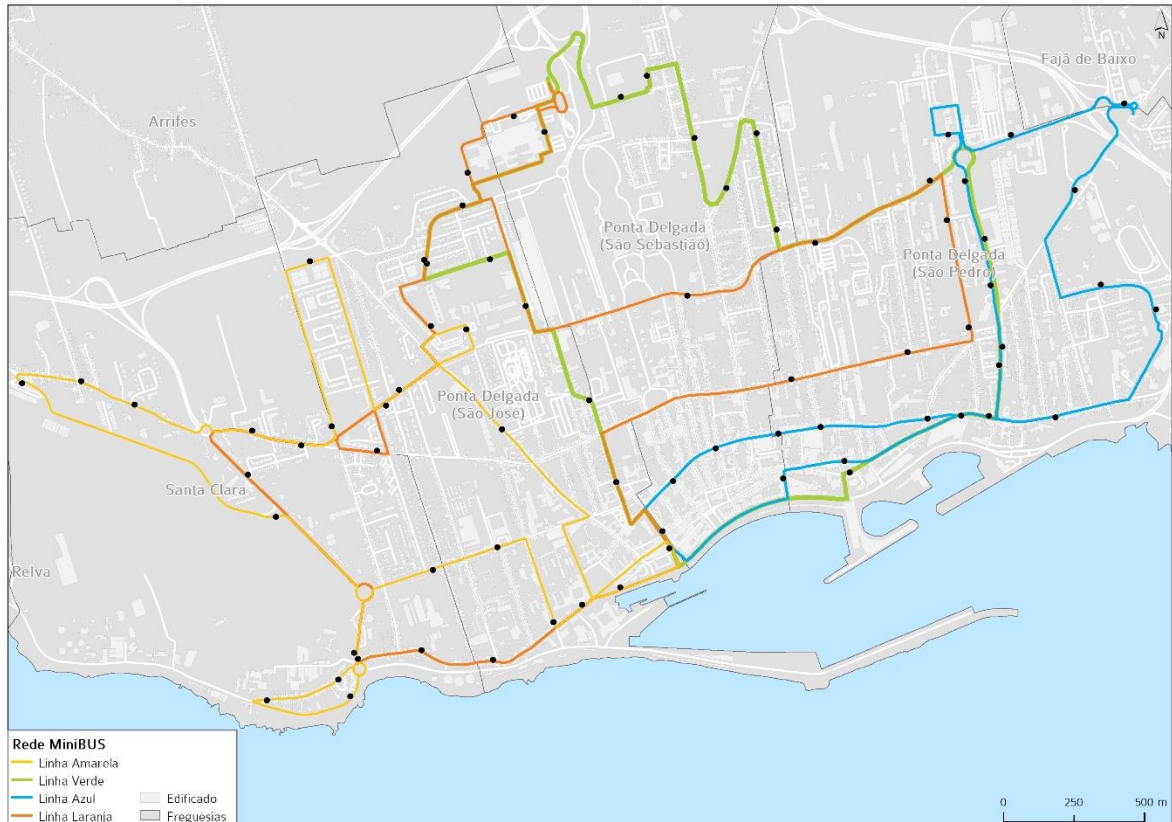 N
Fajã de Baixo
Arrifes
Ponta Delgada
(São Sebastião)
Ponta Delgada
(São Pedro)
Ponta Delgada
(São José)
Santa Clara
Relva
Rede MiniBUS
Linha Amarela
Linha Verde
Linha Azul
Edificado
Linha Laranja
Freguesias
0 250 500 m